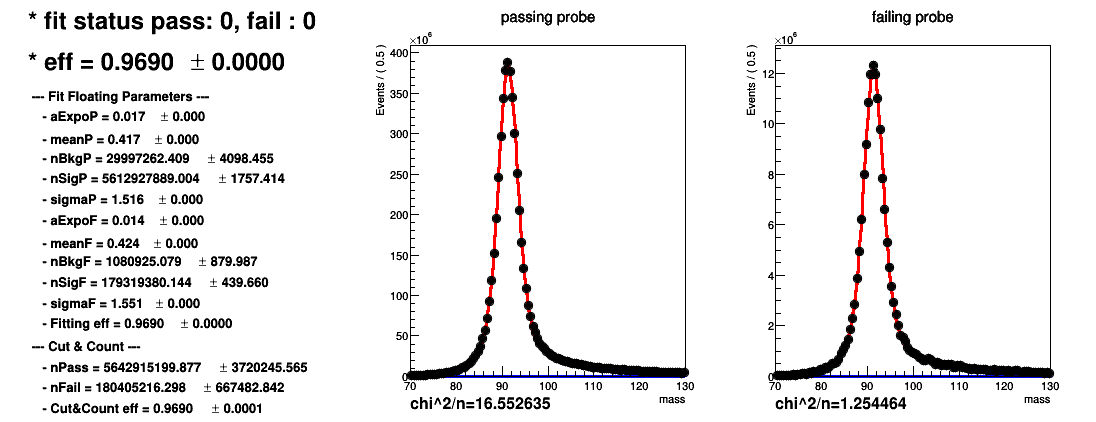 * fit status pass: 0, fail : 0
* eff = 0.9690 ± 0.0000
--- Fit Floating Parameters ---
- aExpoP = 0.017 ± 0.000
- meanP = 0.417 ± 0.000
- nBkgP = 29997262.409 ± 4098.455
- nSigP = 5612927889.004 ± 1757.414
- sigmaP = 1.516 ± 0.000
- aExpoF = 0.014 ± 0.000
- meanF = 0.424 ± 0.000
- nBkgF = 1080925.079 ± 879.987
- nSigF = 179319380.144 ± 439.660
- sigmaF = 1.551 ± 0.000
- Fitting eff = 0.9690 ± 0.0000
--- Cut & Count ---
- nPass = 5642915199.877 ± 3720245.565
- nFail = 180405216.298 ± 667482.842
- Cut&Count eff = 0.9690 ± 0.0001
passing probe
×10^6
Events / ( 0.5 )
400
350
300
250
200
150
100
50
0
70 80 90 100 110 120 130
mass
chi^2/n=16.552635
failing probe
×10^6
Events / ( 0.5 )
12
10
8
6
4
2
0
70 80 90 100 110 120 130
mass
chi^2/n=1.254464